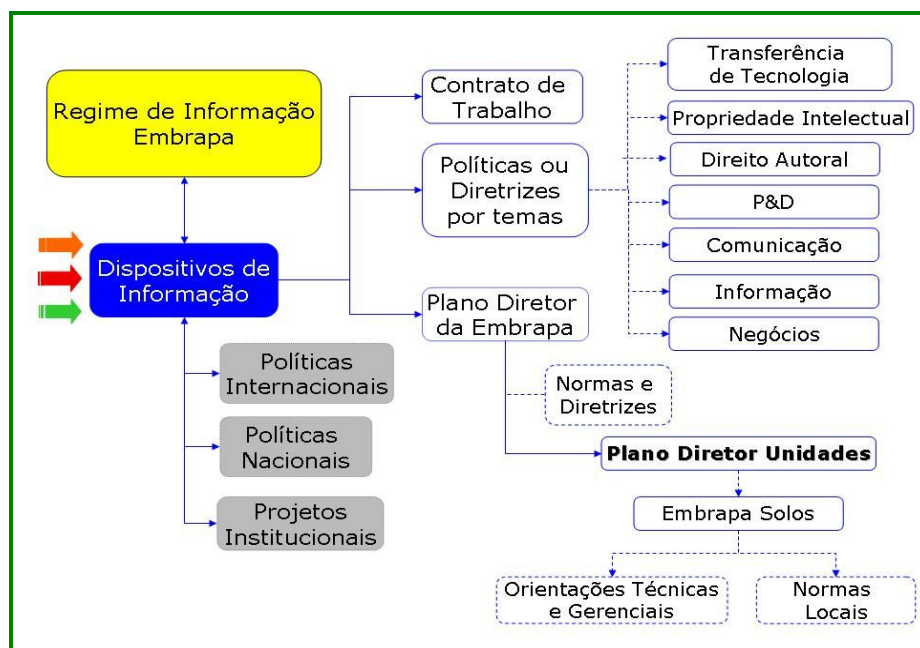 Regime de Informação
Embrapa
Dispositivos de
Informação
Políticas
Internacionais
Políticas
Nacionais
Projetos
Institucionais
Contrato de
Trabalho
Políticas ou
Diretrizes
por temas
Plano Diretor
da Embrapa
Transferência
de Tecnologia
Propriedade Intelectual
Direito Autoral
P&D
Comunicação
Informação
Negócios
Normas e
Diretrizes
Plano Diretor Unidades
Embrapa Solos
Orientações Técnicas
e Gerenciais
Normas
Locais